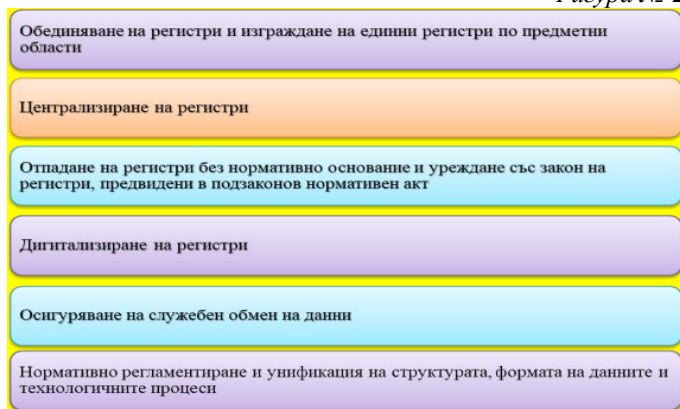 Фигура №
Обединяване на регистри и изграждане на единни регистри по предметни
области
Централизиране на регистри
Отпадане на регистри без нормативно основание и уреждане със закон на
регистри, предвидени в подзаконов нормативен акт
Дигитализиране на регистри
Осигуряване на служебен обмен на данни
Нормативно регламентиране и унификация на структурата, формата на данните и
технологичните процеси